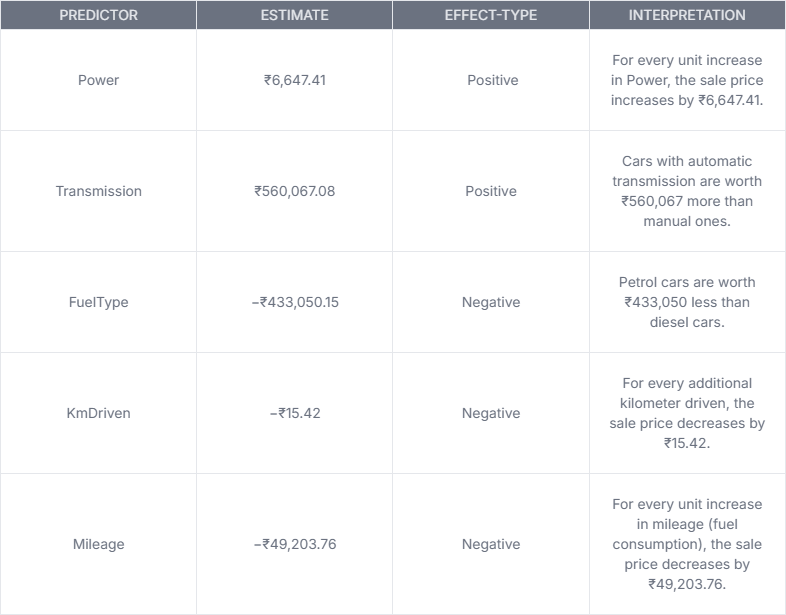 PREDICTOR ESTIMATE EFFECT-TYPE INTERPRETATION
Power ₹6,647.41 Positive For every unit increase
in Power, the sale price
increases by ₹6,647.41.
Transmission ₹560,067.08 Positive Cars with automatic
transmission are worth
₹560,067 more than
manual ones.
FuelType −₹433,050.15 Negative Petrol cars are worth
₹433,050 less than
diesel cars.
KmDriven −₹15.42 Negative For every additional
kilometer driven, the
sale price decreases by
₹15.42.
Mileage −₹49,203.76 Negative For every unit increase
in mileage (fuel
consumption), the sale
price decreases by
₹49,203.76.